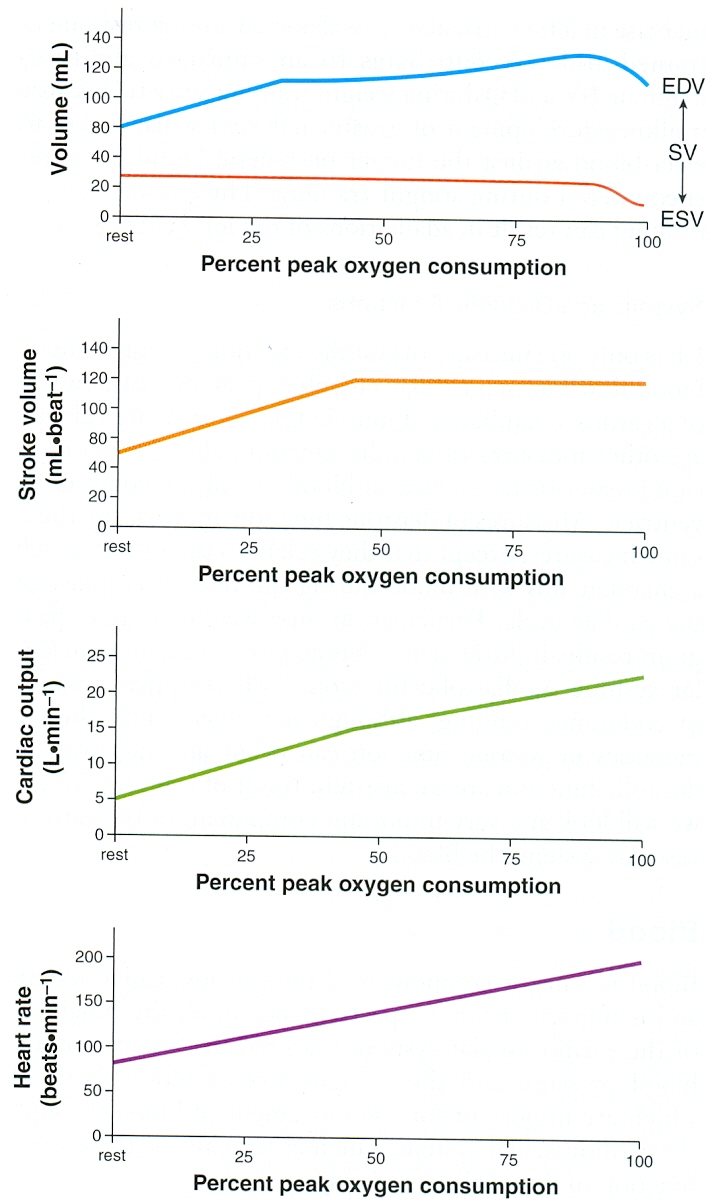 Volume (mL)
140
120
100
80
40
20
0
rest
25
50
75
100
EDV
SV
ESV
Percent peak oxygen consumption
Stroke volume
(mL•beat–1)
140
120
100
80
40
20
0
rest
25
50
75
100
Percent peak oxygen consumption
Cardiac output
(L•min–1)
25
20
15
10
5
0
rest
25
50
75
100
Percent peak oxygen consumption
Heart rate
(beats•min–1)
200
150
100
50
0
rest
25
50
75
100
Percent peak oxygen consumption